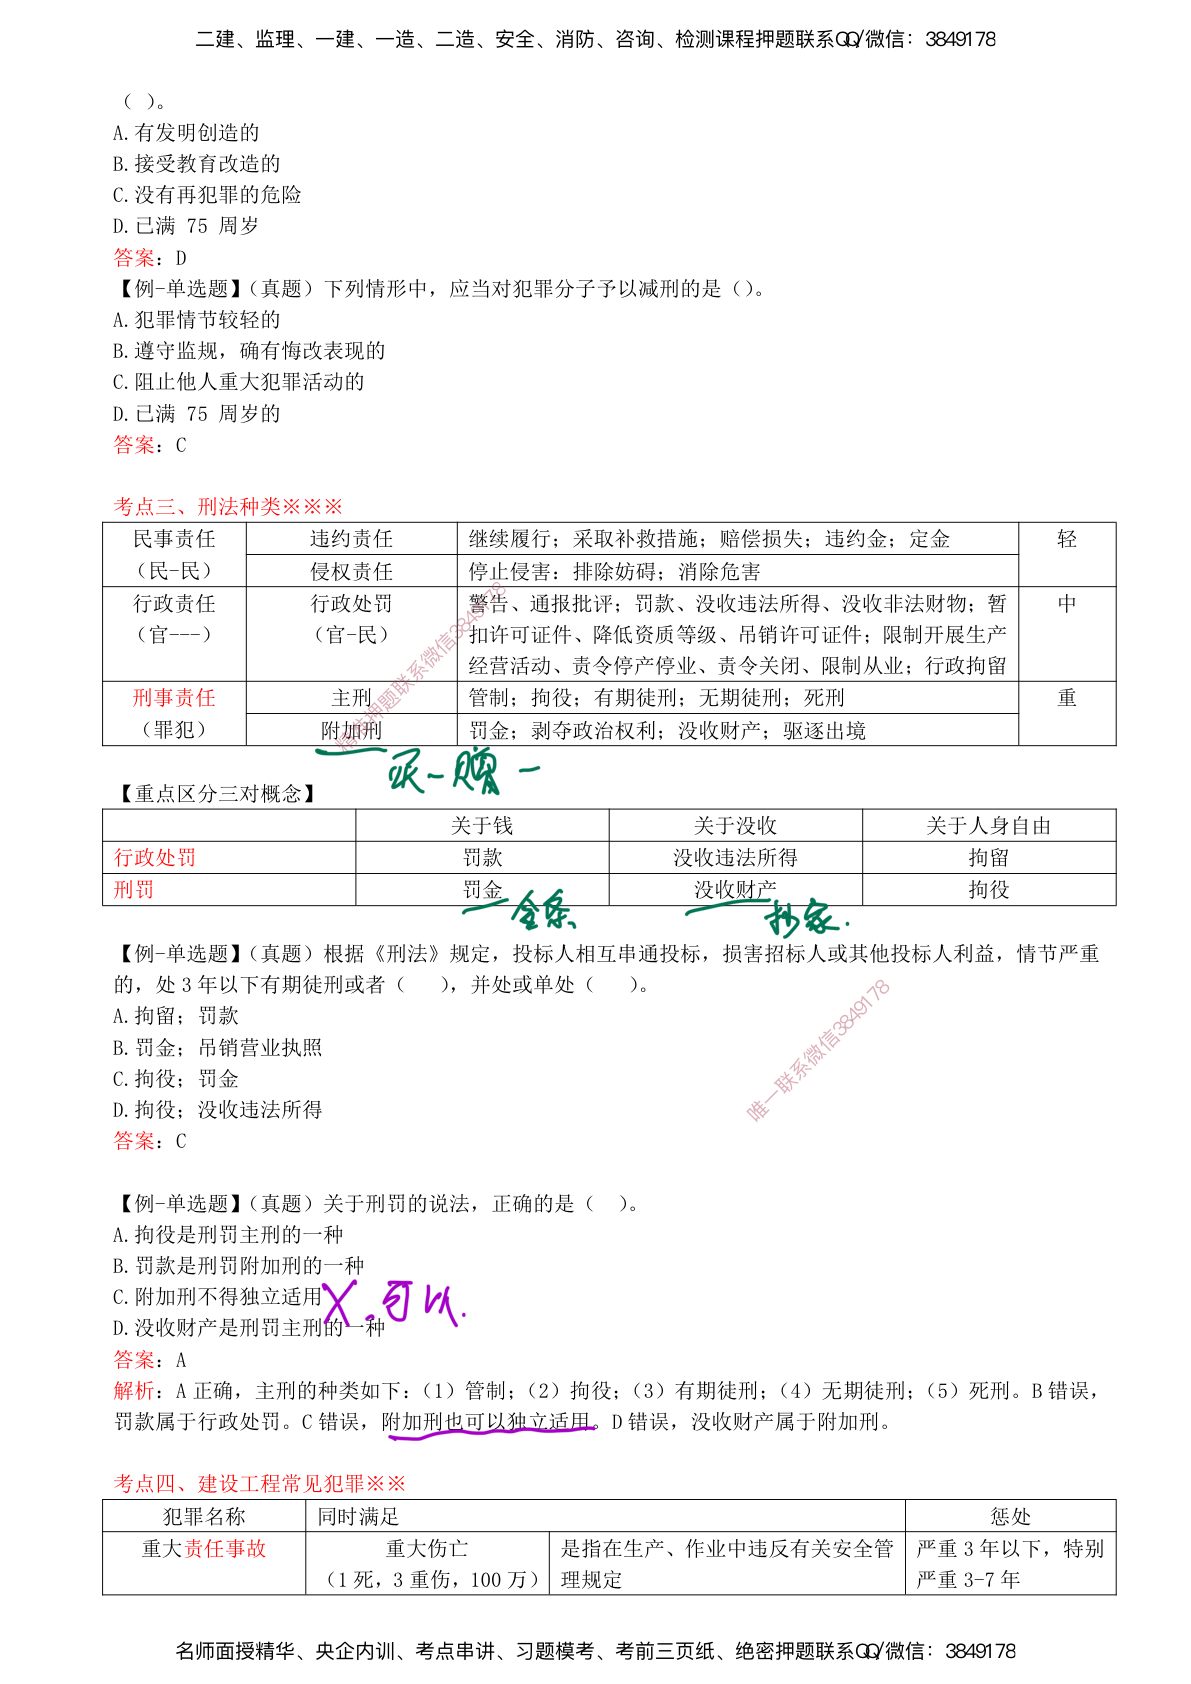 二建、监理、一建、一造、二造、安全、消防、咨询、检测课程押题联系QQ/微信：3849178
（ ）。
A.有发明创造的
B.接受教育改造的
C.没有再犯罪的危险
D.已满 75 周岁
答案：D
【例-单选题】（真题）下列情形中，应当对犯罪分子予以减刑的是（）。
A.犯罪情节较轻的
B.遵守监规，确有悔改表现的
C.阻止他人重大犯罪活动的
D.已满 75 周岁的
答案：C
考点三、刑法种类※※※
民事责任 违约责任 继续履行；采取补救措施；赔偿损失；违约金；定金 轻
（民-民） 侵权责任 停止侵害：排除妨碍；消除危害
行政责任 行政处罚 警告、通报批评；罚款、没收违法所得、没收非法财物；暂 中
（官---） （官-民） 扣许可证件、降低资质等级、吊销许可证件；限制开展生产
经营活动、责令停产停业、责令关闭、限制从业；行政拘留
刑事责任 主刑 管制；拘役；有期徒刑；无期徒刑；死刑 重
（罪犯） 附加刑 罚金；剥夺政治权利；没收财产；驱逐出境
精准押题联系微信3849178
买一赠一
【重点区分三对概念】
关于钱 关于没收 关于人身自由
行政处罚 罚款 没收违法所得 拘留
刑罚 罚金 没收财产 拘役
金条 抄家.
【例-单选题】（真题）根据《刑法》规定，投标人相互串通投标，损害招标人或其他投标人利益，情节严重
的，处 3 年以下有期徒刑或者（ ），并处或单处（ ）。
A.拘留；罚款
B.罚金；吊销营业执照
C.拘役；罚金
D.拘役；没收违法所得
答案：C
唯一联系微信3849178
【例-单选题】（真题）关于刑罚的说法，正确的是（ ）。
A.拘役是刑罚主刑的一种
B.罚款是刑罚附加刑的一种
C.附加刑不得独立适用 X.可以.
D.没收财产是刑罚主刑的一种
答案：A
解析：A 正确，主刑的种类如下：（1）管制；（2）拘役；（3）有期徒刑；（4）无期徒刑；（5）死刑。B 错误，
罚款属于行政处罚。C 错误，附加刑也可以独立适用。D 错误，没收财产属于附加刑。
考点四、建设工程常见犯罪※※
犯罪名称 同时满足 惩处
重大责任事故 重大伤亡 是指在生产、作业中违反有关安全管 严重 3 年以下，特别
（1 死，3 重伤，100 万） 理规定 严重 3-7 年
名师面授精华、央企内训、考点串讲、习题模考、考前三页纸、绝密押题联系QQ/微信：3849178